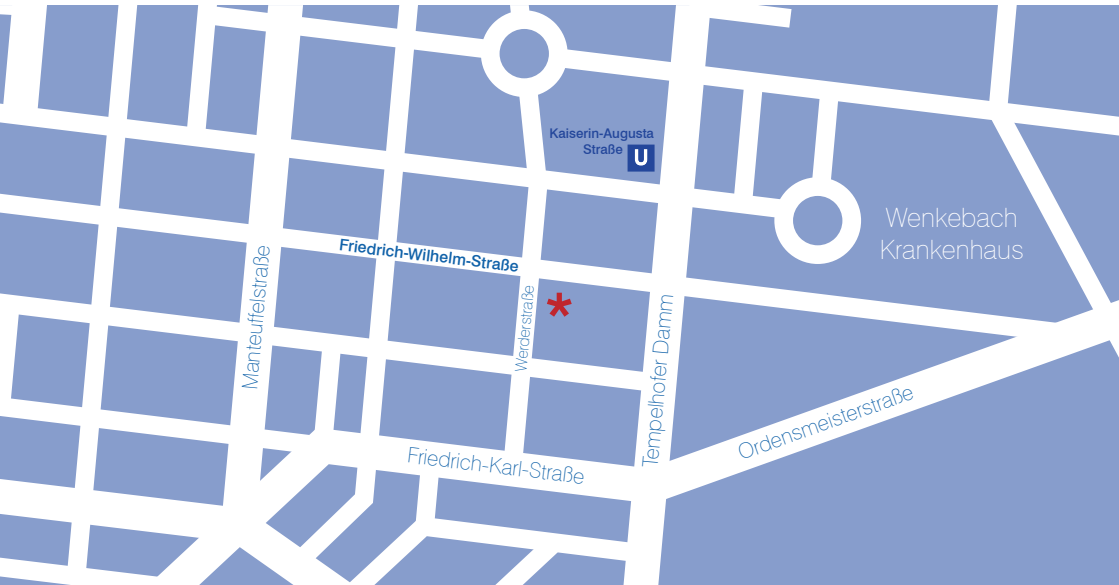 Kaiserin-Augusta
Straße
U
Wenkebach
Krankenhaus
Friedrich-Wilhelm-Straße
Manteuffelstraße
Werderstraße
*
Tempelhofer Damm
Ordensmeisterstraße
Friedrich-Karl-Straße